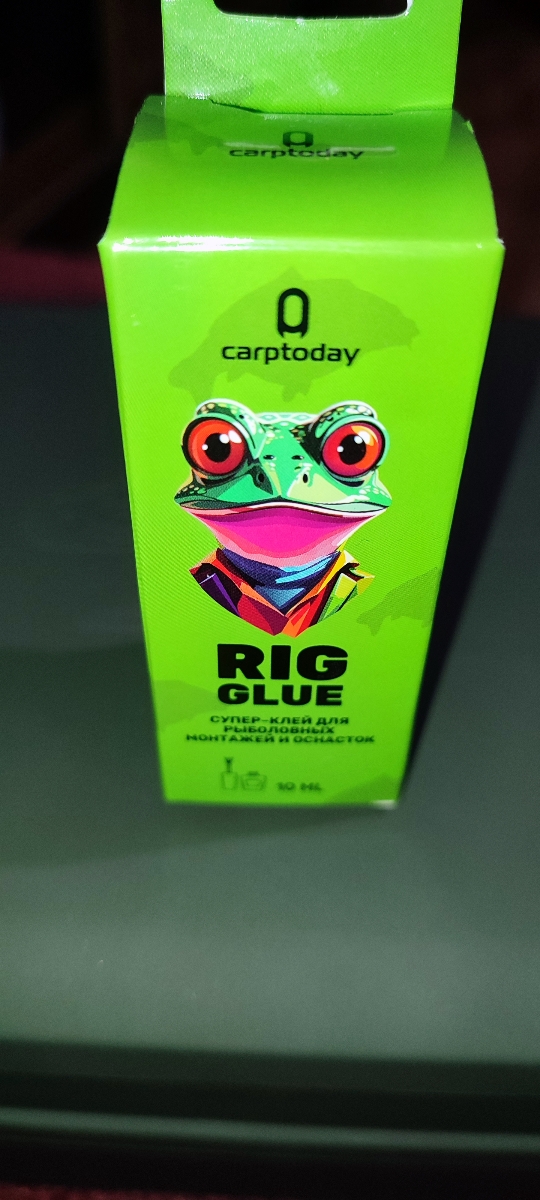 carptoday
carptoday
RIG
GLUE
СУПЕР-КЛЕЙ ДЛЯ
РЫБОЛОВНЫХ
МОНТАЖЕЙ И ОСНАСТОК
10 ML